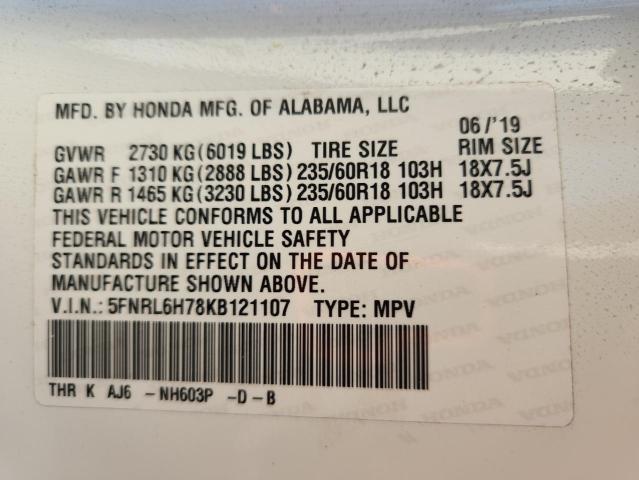 MFD. BY HONDA MFG. OF ALABAMA, LLC
06/'19
GVWR 2730 KG(6019 LBS) TIRE SIZE RIM SIZE
GAWR F 1310 KG(2888 LBS)235/60R18 103H 18X7.5J
GAWR R 1465 KG(3230 LBS)235/60R18 103H 18X7.5J
THIS VEHICLE CONFORMS TO ALL APPLICABLE
FEDERAL MOTOR VEHICLE SAFETY
STANDARDS IN EFFECT ON THE DATE OF
MANUFACTURE SHOWN ABOVE.
V.I.N.: 5FNRL6H78KB121107 TYPE: MPV
THR K AJ6 -NH603P -D-B